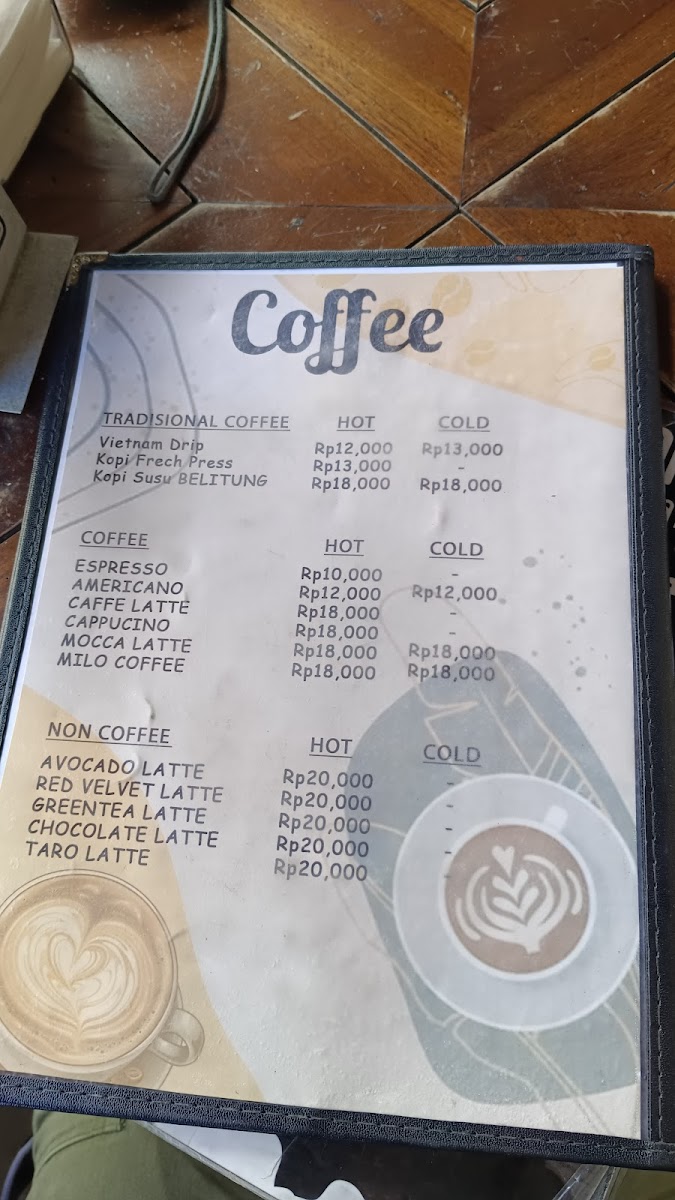 Coffee
TRADISIONAL COFFEE HOT COLD
Vietnam Drip Rp12,000 Rp13,000
Kopi Frech Press Rp13,000 -
Kopi Susu BELITUNG Rp18,000 Rp18,000
COFFEE HOT COLD
ESPRESSO Rp10,000 -
AMERICANO Rp12,000 Rp12,000
CAFFE LATTE Rp18,000 -
CAPPUCINO Rp18,000 -
MOCCA LATTE Rp18,000 Rp18,000
MILO COFFEE Rp18,000 Rp18,000
NON COFFEE HOT COLD
AVOCADO LATTE Rp20,000 -
RED VELVET LATTE Rp20,000 -
GREENTEA LATTE Rp20,000 -
CHOCOLATE LATTE Rp20,000 -
TARO LATTE Rp20,000 -